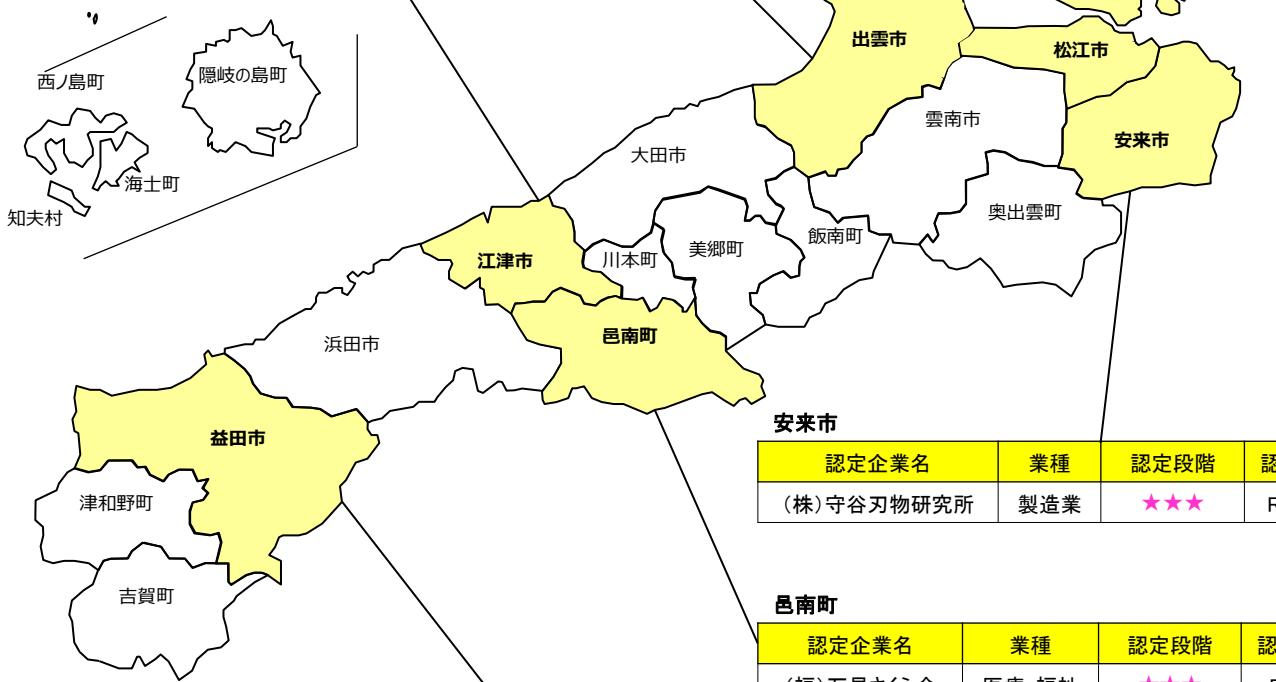 出雲市
松江市
西ノ島町
隠岐の島町
雲南市
安来市
大田市
海士町
知夫村
奥出雲町
飯南町
美郷町
川本町
江津市
邑南町
浜田市
益田市
津和野町
吉賀町
安来市
認定企業名 業種 認定段階
(株)守谷刃物研究所 製造業 ★★★
邑南町
認定企業名 業種 認定段階